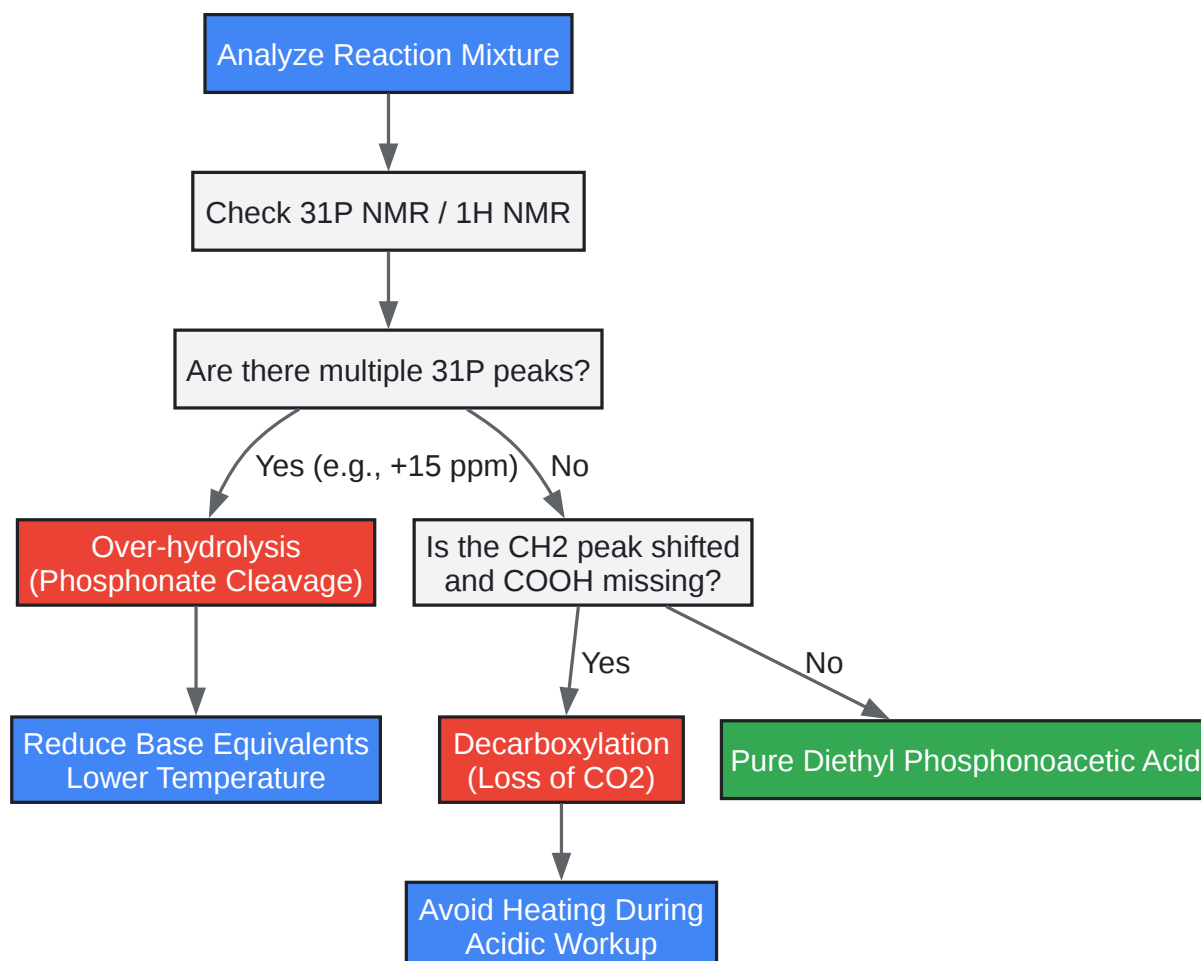 Analyze Reaction Mixture
Check 31P NMR / 1H NMR
Are there multiple 31P peaks?
Yes (e.g., +15 ppm)
No
Over-hydrolysis
(Phosphonate Cleavage)
Is the CH2 peak shifted
and COOH missing?
Yes
No
Reduce Base Equivalents
Lower Temperature
Decarboxylation
(Loss of CO2)
Pure Diethyl Phosphonoacetic Acid
Avoid Heating During
Acidic Workup